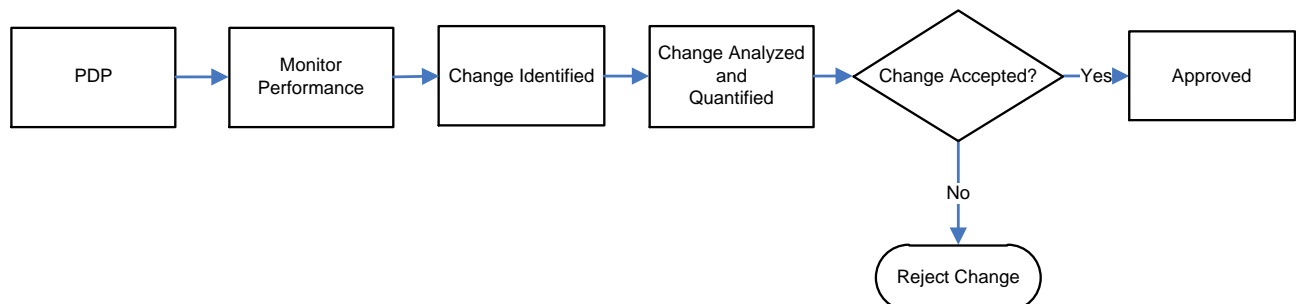 PDP
Monitor
Performance
Change Identified
Change Analyzed
and
Quantified
Change Accepted?
Yes
Approved
No
Reject Change